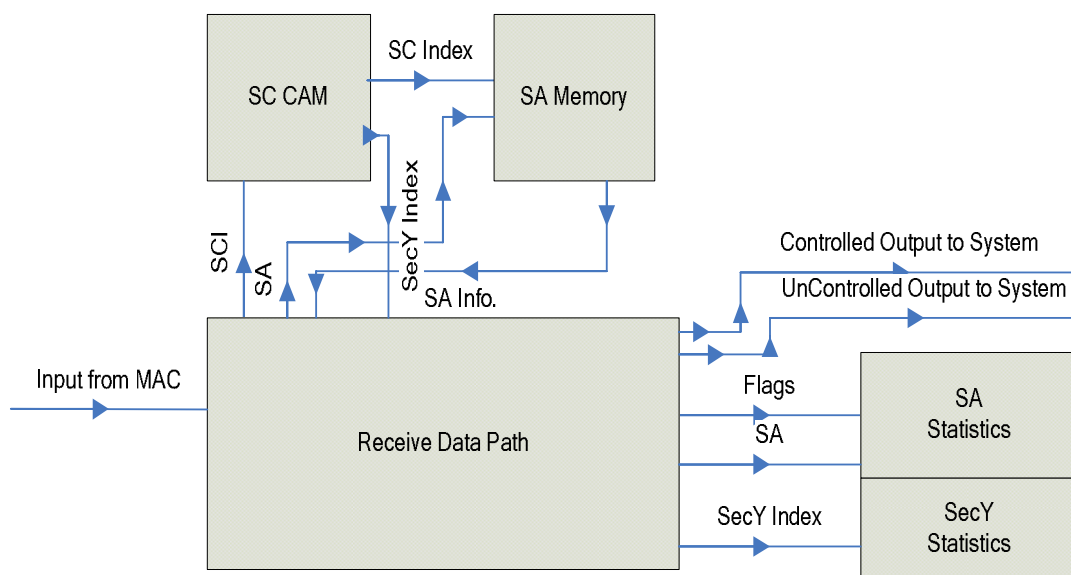 SC Index
SC CAM
SA Memory
SCI
SA
SecY Index
SA Info.
Controlled Output to System
UnControlled Output to System
Input from MAC
Receive Data Path
Flags
SA
SA
Statistics
SecY Index
SecY
Statistics